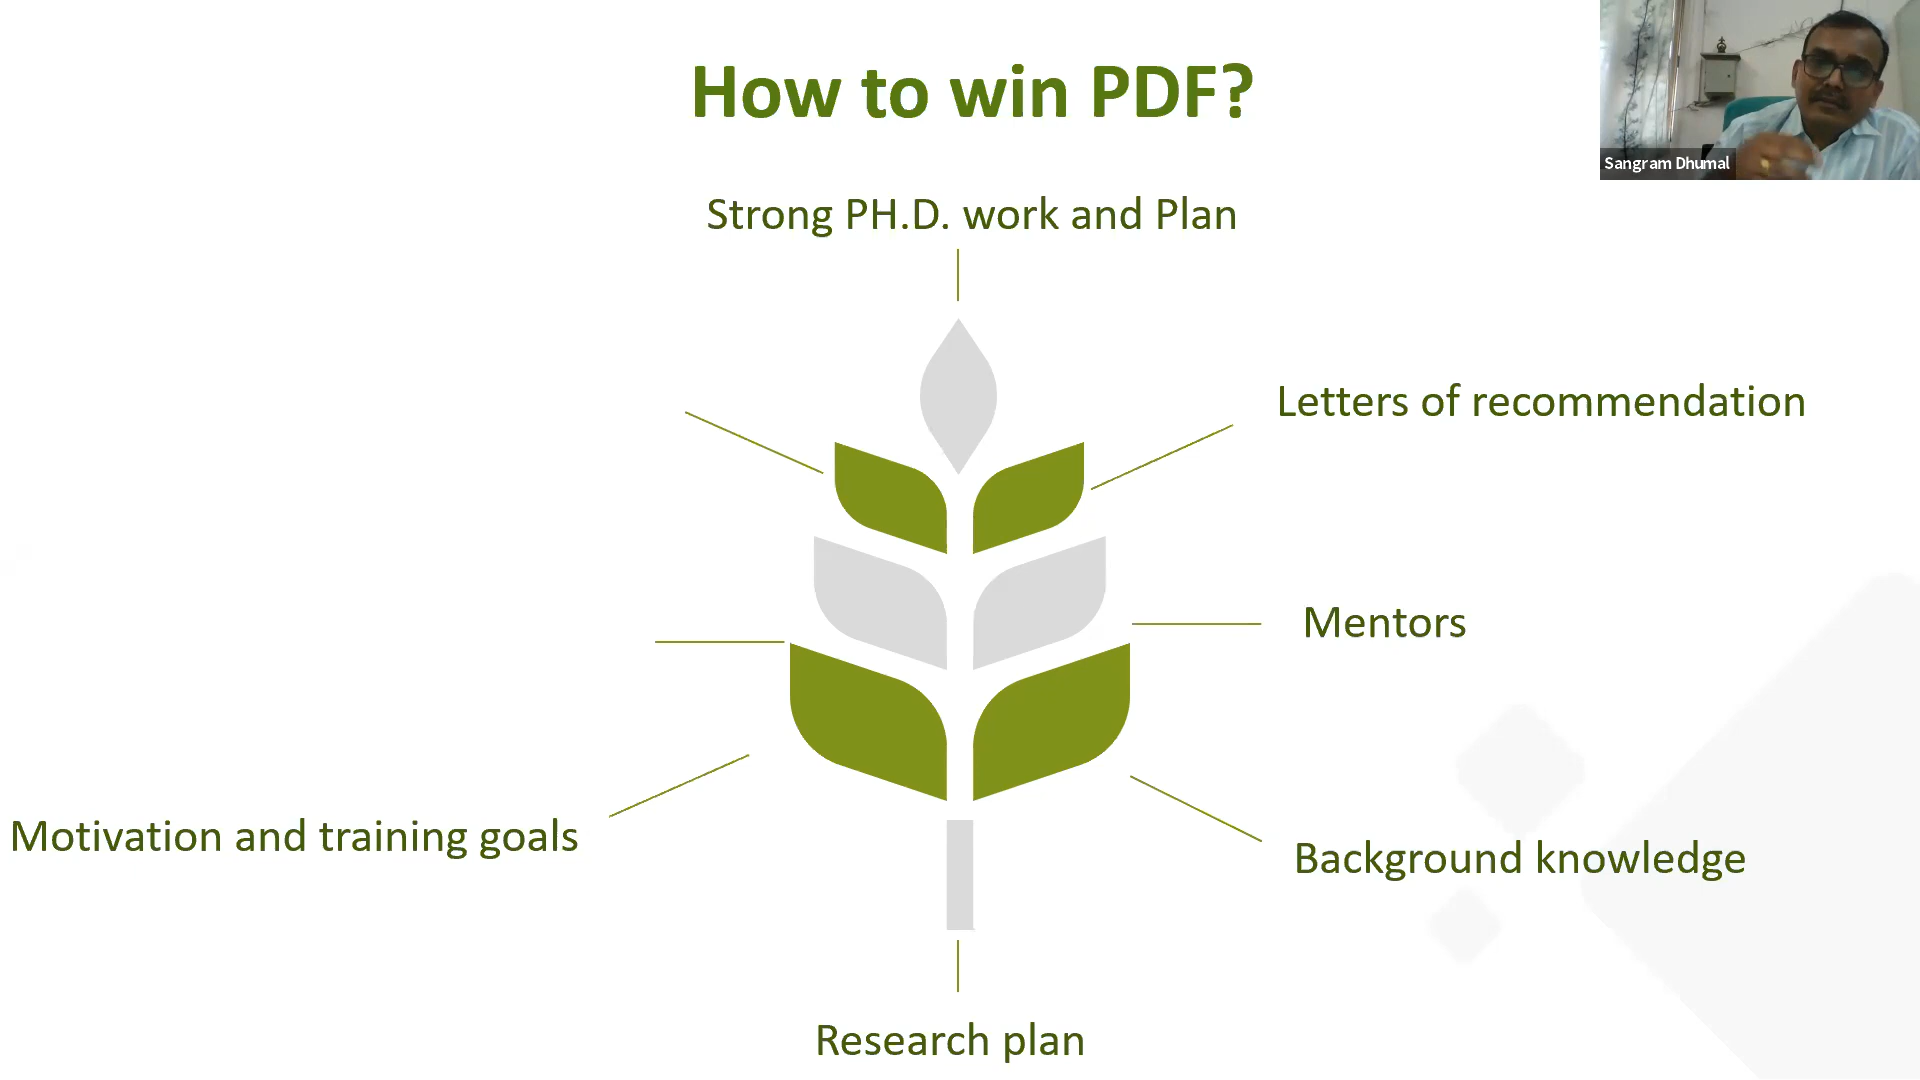 How to win PDF?
Sangram Dhumal
Strong PH.D. work and Plan
Letters of recommendation
Mentors
Motivation and training goals
Background knowledge
Research plan